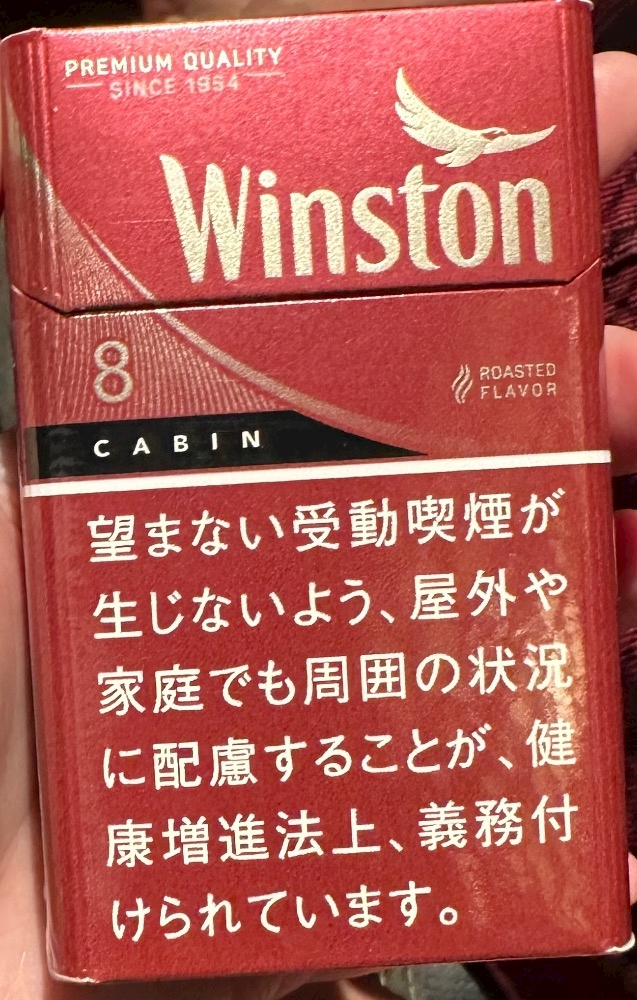 PREMIUM QUALITY
SINCE 1954
Winston
8
ROASTED
FLAVOR
CABIN
望まない受動喫煙が
生じないよう、屋外や
家庭でも周囲の状況
に配慮することが、健
康増進法上、義務付
けられています。